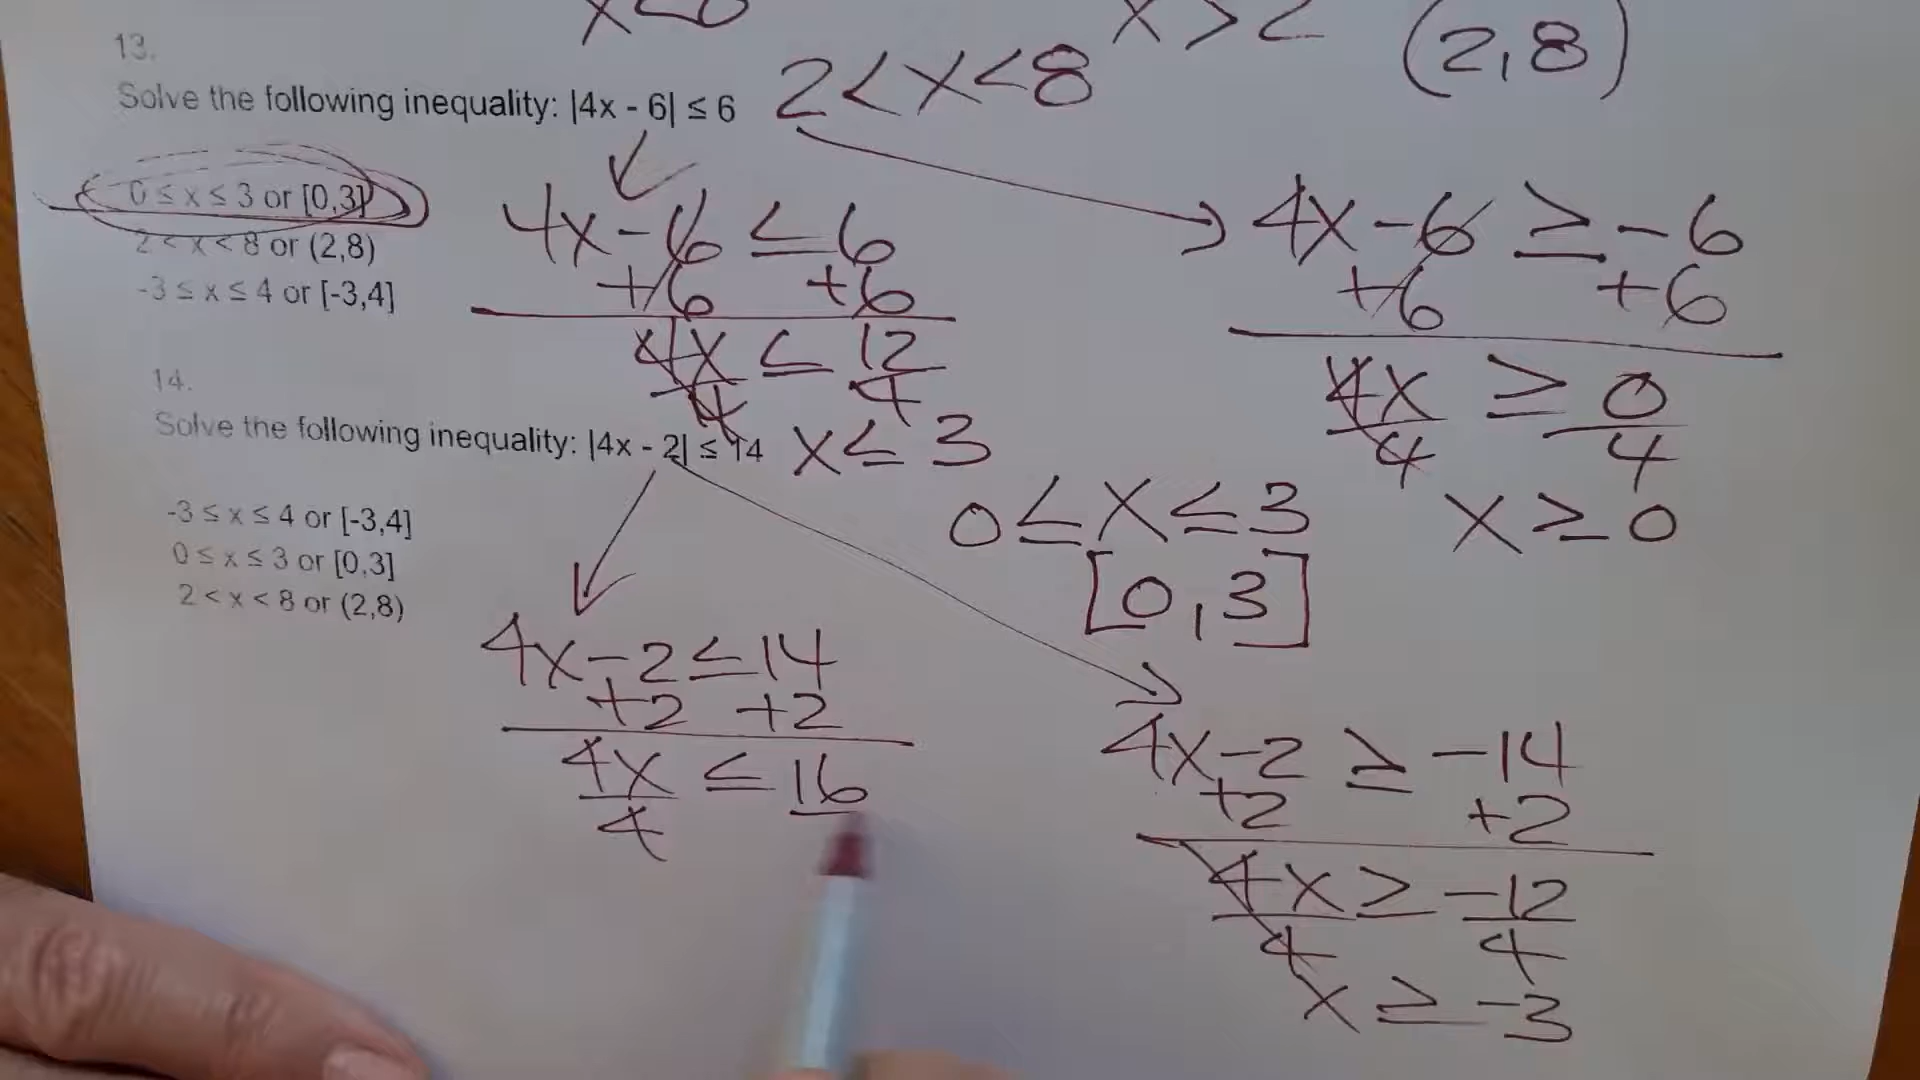 x<8 x>2 (2,8)
2<x<8
13.
Solve the following inequality: |4x - 6| ≤ 6
0 ≤ x ≤ 3 or [0,3]
2 < x < 8 or (2,8)
-3 ≤ x ≤ 4 or [-3,4]
4x-6 ≤ 6
+6 +6
4x ≤ 12
4 4
x ≤ 3
4x-6 ≥ -6
+6 +6
4x ≥ 0
4 4
x ≥ 0
0 ≤ x ≤ 3
[0,3]
14.
Solve the following inequality: |4x - 2| ≤ 14
-3 ≤ x ≤ 4 or [-3,4]
0 ≤ x ≤ 3 or [0,3]
2 < x < 8 or (2,8)
4x-2 ≤ 14
+2 +2
4x ≤ 16
4
4x-2 ≥ -14
+2 +2
4x ≥ -12
4 4
x ≥ -3